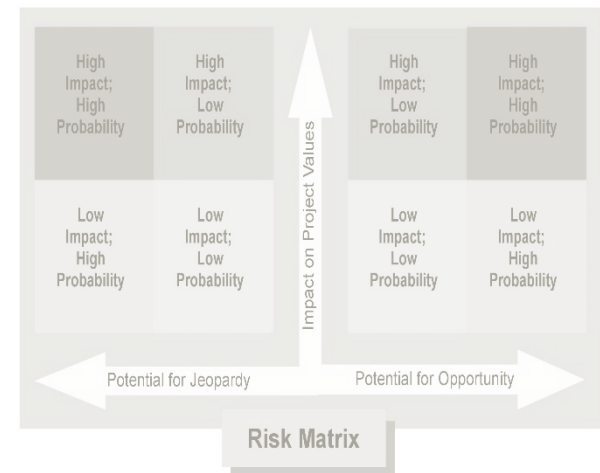 High
Impact;
High
Probability
High
Impact;
Low
Probability
High
Impact;
Low
Probability
High
Impact;
High
Probability
Low
Impact;
High
Probability
Low
Impact;
Low
Probability
Low
Impact;
Low
Probability
Low
Impact;
High
Probability
Impact on Project Values
Potential for Jeopardy
Potential for Opportunity
Risk Matrix